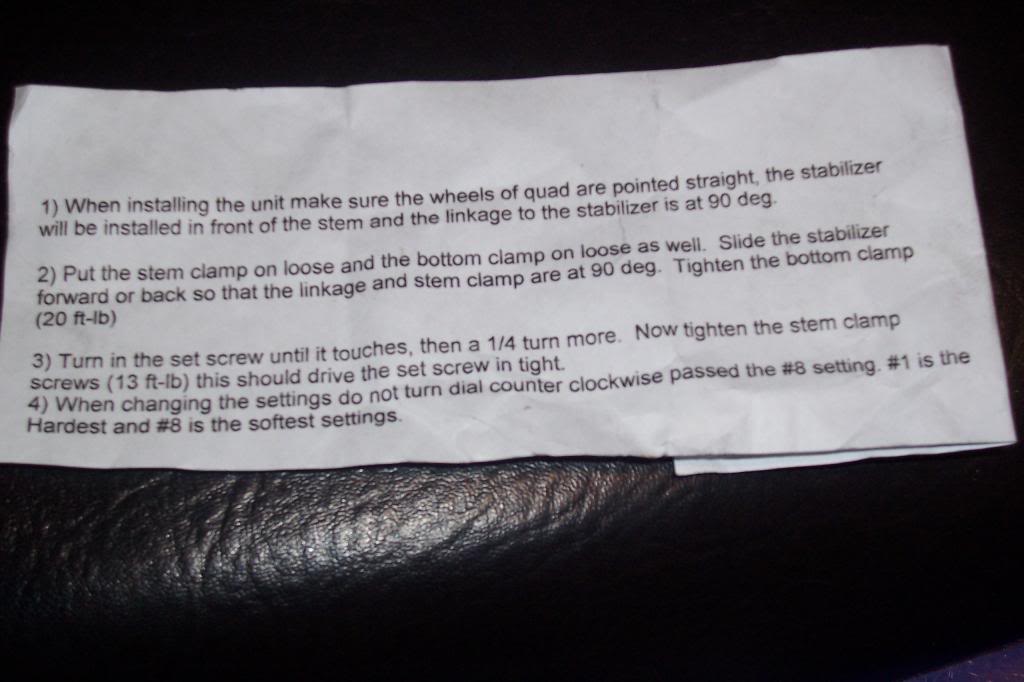 1) When installing the unit make sure the wheels of quad are pointed straight, the stabilizer
will be installed in front of the stem and the linkage to the stabilizer is at 90 deg.
2) Put the stem clamp on loose and the bottom clamp on loose as well. Slide the stabilizer
forward or back so that the linkage and stem clamp are at 90 deg. Tighten the bottom clamp
(20 ft-lb)
3) Turn in the set screw until it touches, then a 1/4 turn more. Now tighten the stem clamp
screws (13 ft-lb) this should drive the set screw in tight.
4) When changing the settings do not turn dial counter clockwise passed the #8 setting. #1 is the
Hardest and #8 is the softest settings.